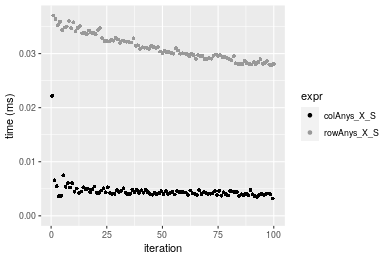 time (ms)
0.03
0.02
0.01
0.00
0
25
50
75
100
iteration
expr
colAnys_X_S
rowAnys_X_S